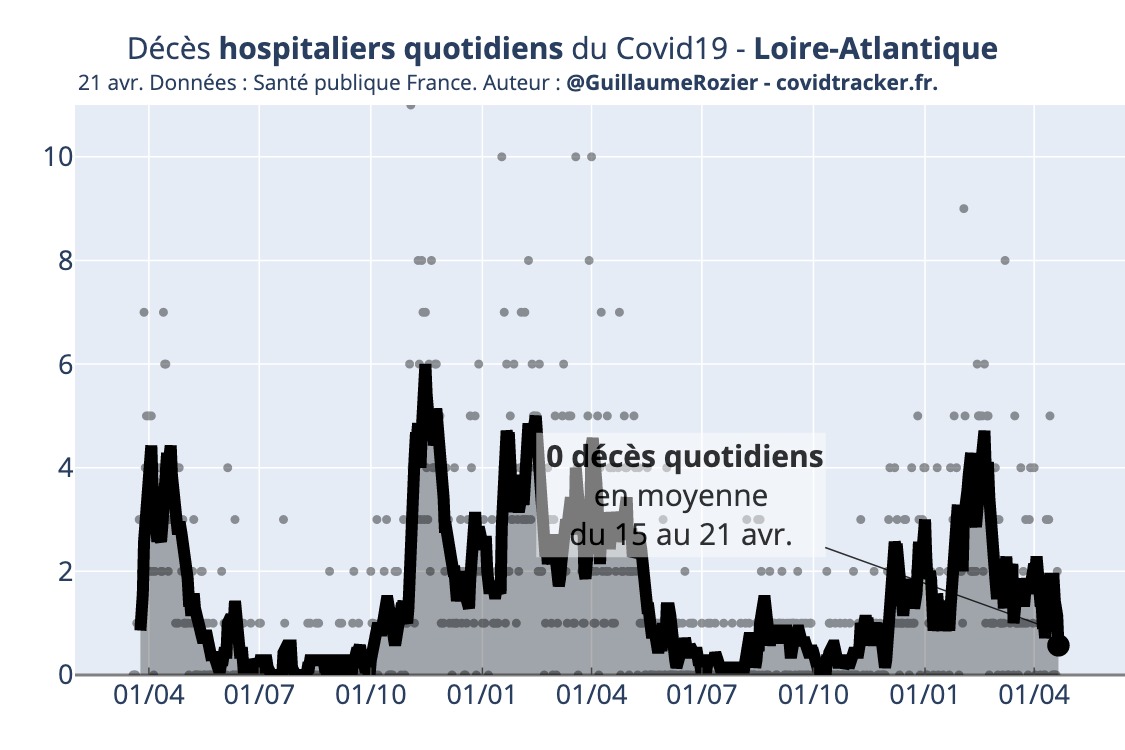 Décès hospitaliers quotidiens du Covid19 - Loire-Atlantique
21 avr. Données : Santé publique France. Auteur : @GuillaumeRozier - covidtracker.fr.
10
8
6
4
2
0
0 décès quotidiens
en moyenne
du 15 au 21 avr.
01/04 01/07 01/10 01/01 01/04 01/07 01/10 01/01 01/04